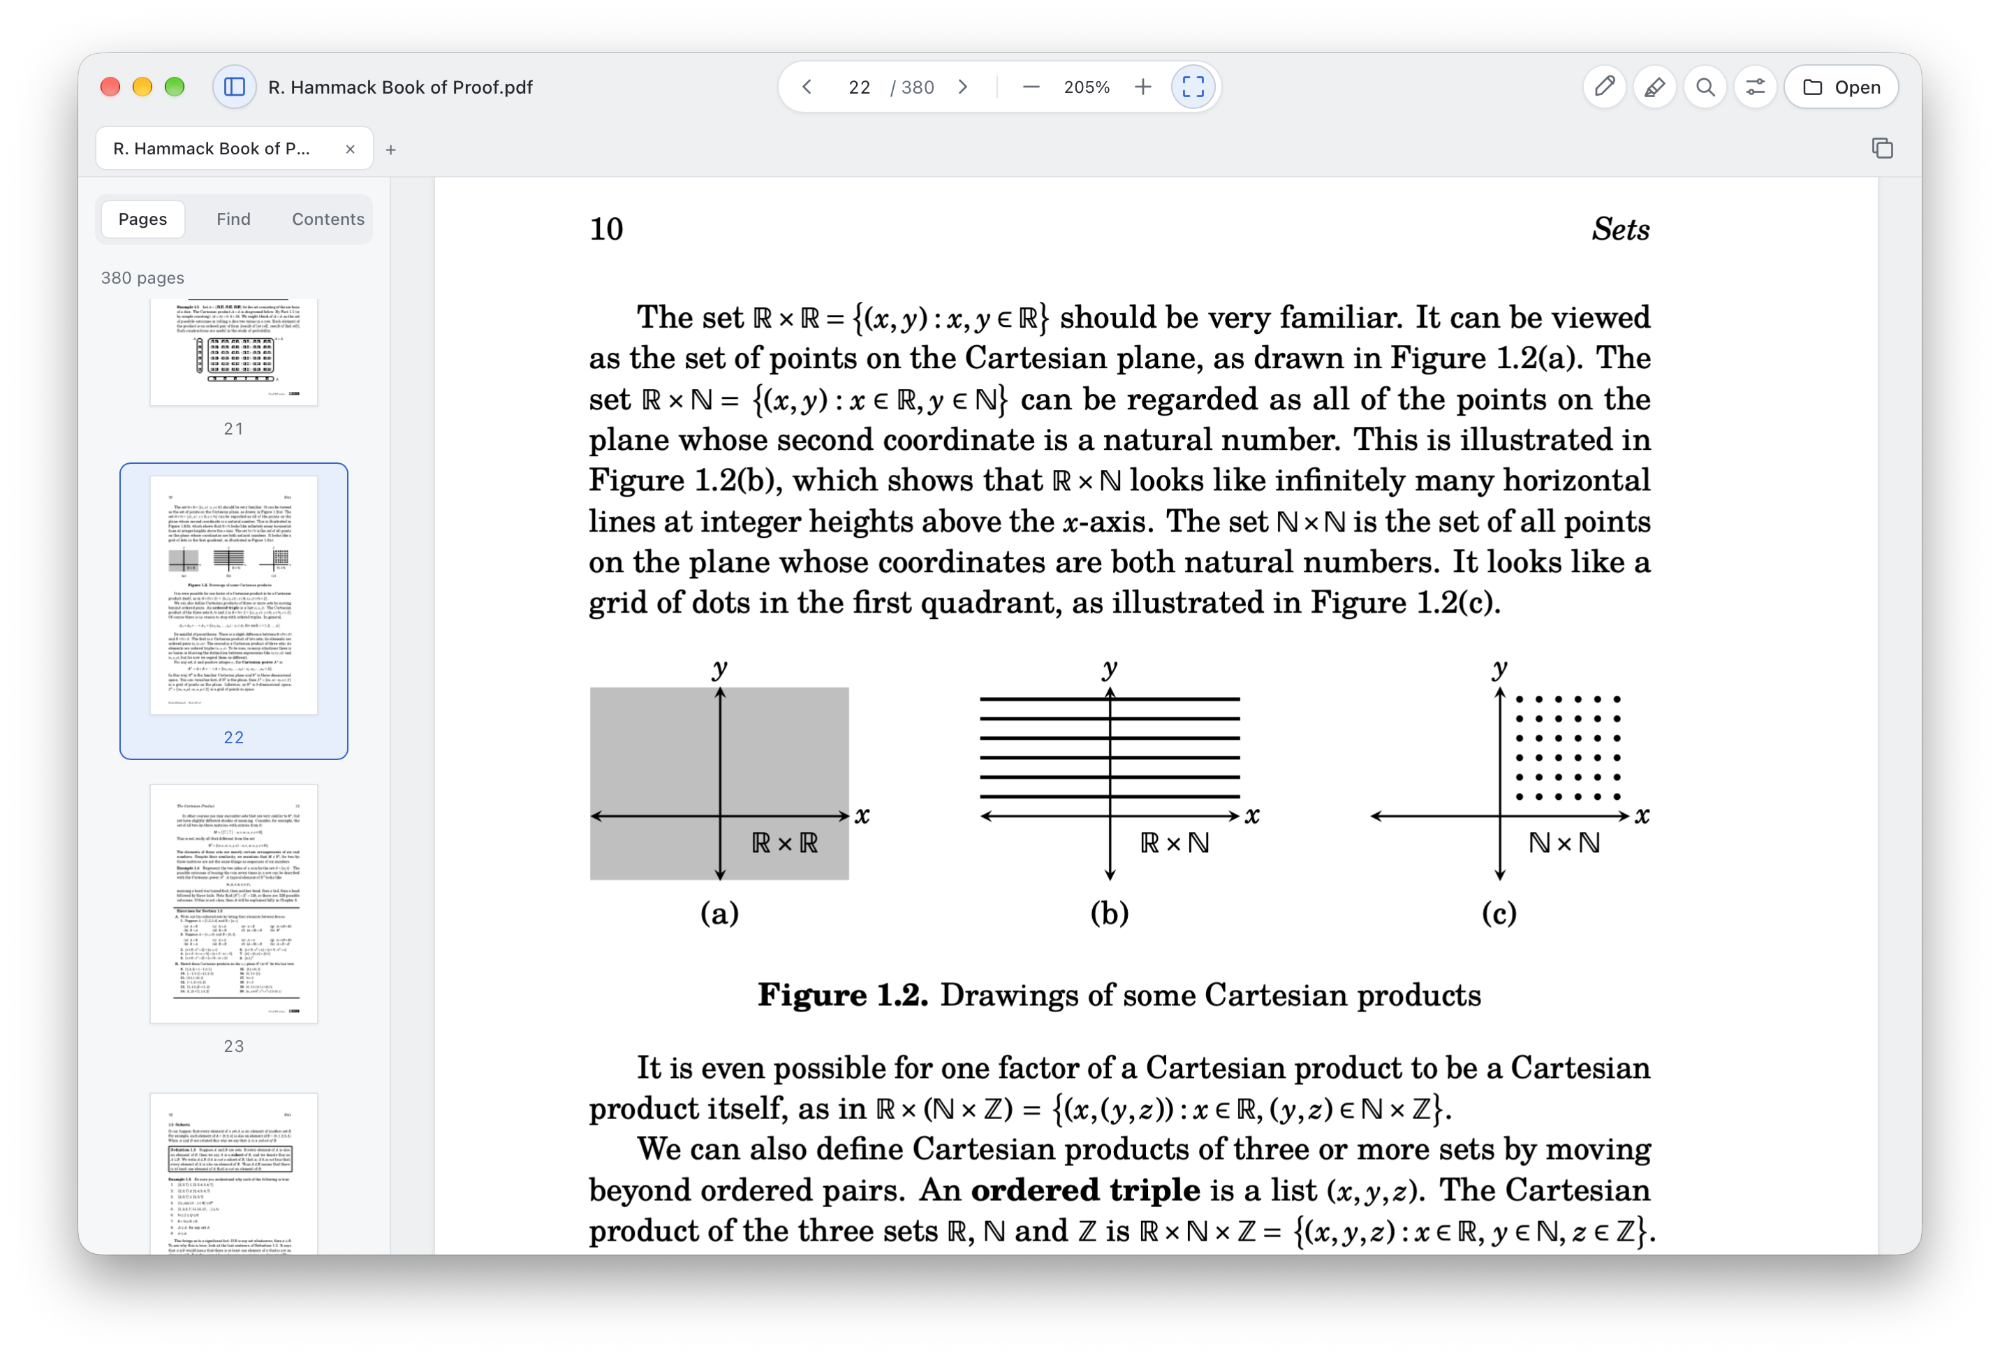 R. Hammack Book of Proof.pdf
22 / 380
205%
Open
R. Hammack Book of P...
Pages Find Contents
380 pages
21
22
23
10 Sets
The set ℝ × ℝ = {(x, y) : x, y ∈ ℝ} should be very familiar. It can be viewed
as the set of points on the Cartesian plane, as drawn in Figure 1.2(a). The
set ℝ × ℕ = {(x, y) : x ∈ ℝ, y ∈ ℕ} can be regarded as all of the points on the
plane whose second coordinate is a natural number. This is illustrated in
Figure 1.2(b), which shows that ℝ × ℕ looks like infinitely many horizontal
lines at integer heights above the x-axis. The set ℕ × ℕ is the set of all points
on the plane whose coordinates are both natural numbers. It looks like a
grid of dots in the first quadrant, as illustrated in Figure 1.2(c).
y y y
x x x
ℝ × ℝ ℝ × ℕ ℕ × ℕ
(a) (b) (c)
Figure 1.2. Drawings of some Cartesian products
It is even possible for one factor of a Cartesian product to be a Cartesian
product itself, as in ℝ × (ℕ × ℤ) = {(x, (y, z)) : x ∈ ℝ, (y, z) ∈ ℕ × ℤ}.
We can also define Cartesian products of three or more sets by moving
beyond ordered pairs. An ordered triple is a list (x, y, z). The Cartesian
product of the three sets ℝ, ℕ and ℤ is ℝ × ℕ × ℤ = {(x, y, z) : x ∈ ℝ, y ∈ ℕ, z ∈ ℤ}.